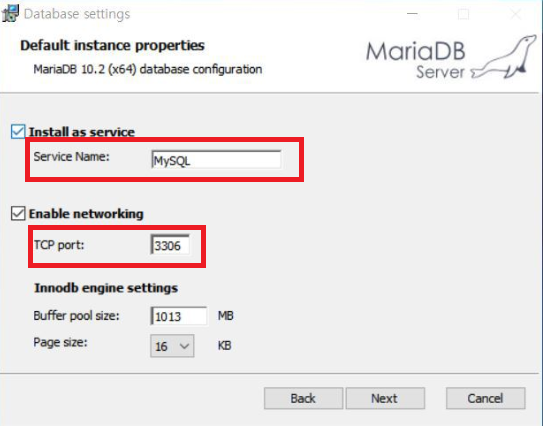 Database settings
Default instance properties
MariaDB 10.2 (x64) database configuration
MariaDB
Server
Install as service
Service Name: MySQL
Enable networking
TCP port: 3306
Innodb engine settings
Buffer pool size: 1013 MB
Page size: 16 KB
Back Next Cancel